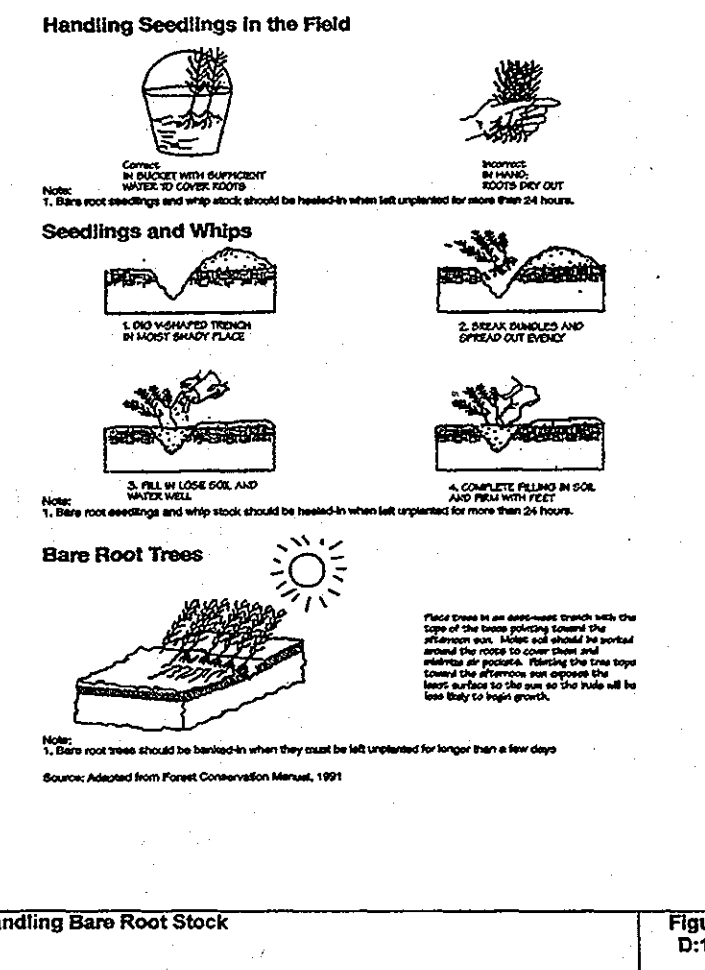 Handling Seedlings in the Field
Correct
IN BUCKET WITH SUFFICIENT
WATER TO COVER ROOTS
Incorrect
IN HAND;
ROOTS DRY OUT
Note:
1. Bare root seedlings and whip stock should be healed-in when left unplanted for more than 24 hours.
Seedlings and Whips
1. DIG V-SHAPED TRENCH
IN MOIST SHADY PLACE
2. BREAK BUNDLES AND
SPREAD OUT EVENLY
3. FILL IN LOSE SOIL AND
WATER WELL
4. COMPLETE FILLING IN SOIL
AND FIRM WITH FEET
Note:
1. Bare root seedlings and whip stock should be healed-in when left unplanted for more than 24 hours.
Bare Root Trees
Place trees in an east-west trench with the
tops of the trees pointing toward the
afternoon sun. Moist soil should be worked
around the roots to cover them and
minimize air pockets. Pointing the tree tops
toward the afternoon sun exposes the
least surface to the sun so the buds will be
less likely to begin growth.
Note:
1. Bare root trees should be banked-in when they must be left unplanted for longer than a few days
Source: Adapted from Forest Conservation Manual, 1991
ndling Bare Root Stock
Figu
D:1